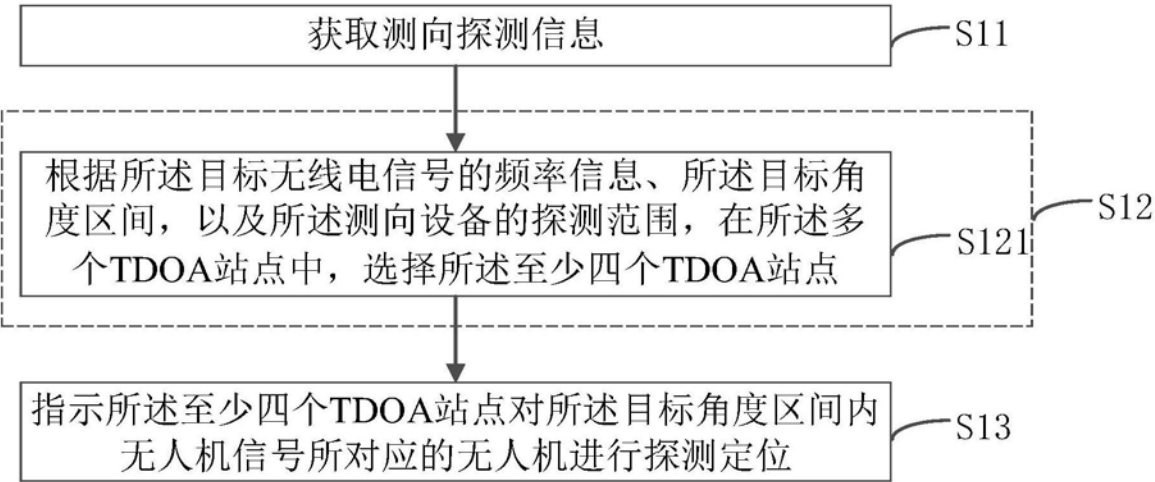 获取测向探测信息
S11
根据所述目标无线电信号的频率信息、所述目标角
度区间，以及所述测向设备的探测范围，在所述多
个TDOA站点中，选择所述至少四个TDOA站点
S121
S12
指示所述至少四个TDOA站点对所述目标角度区间内
无人机信号所对应的无人机进行探测定位
S13